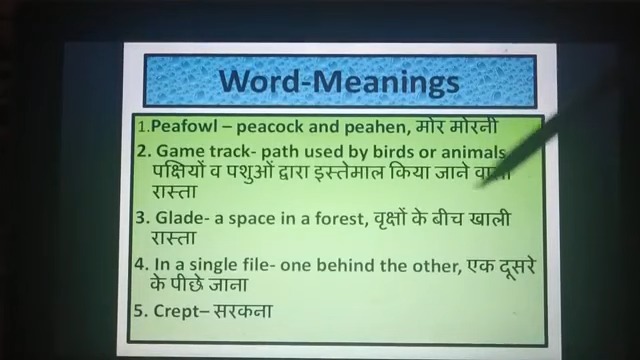 Word-Meanings
1.Peafowl – peacock and peahen, मोर मोरनी
2. Game track- path used by birds or animals
पक्षियों व पशुओं द्वारा इस्तेमाल किया जाने वाला
रास्ता
3. Glade- a space in a forest, वृक्षों के बीच खाली
रास्ता
4. In a single file- one behind the other, एक दूसरे
के पीछे जाना
5. Crept– सरकना